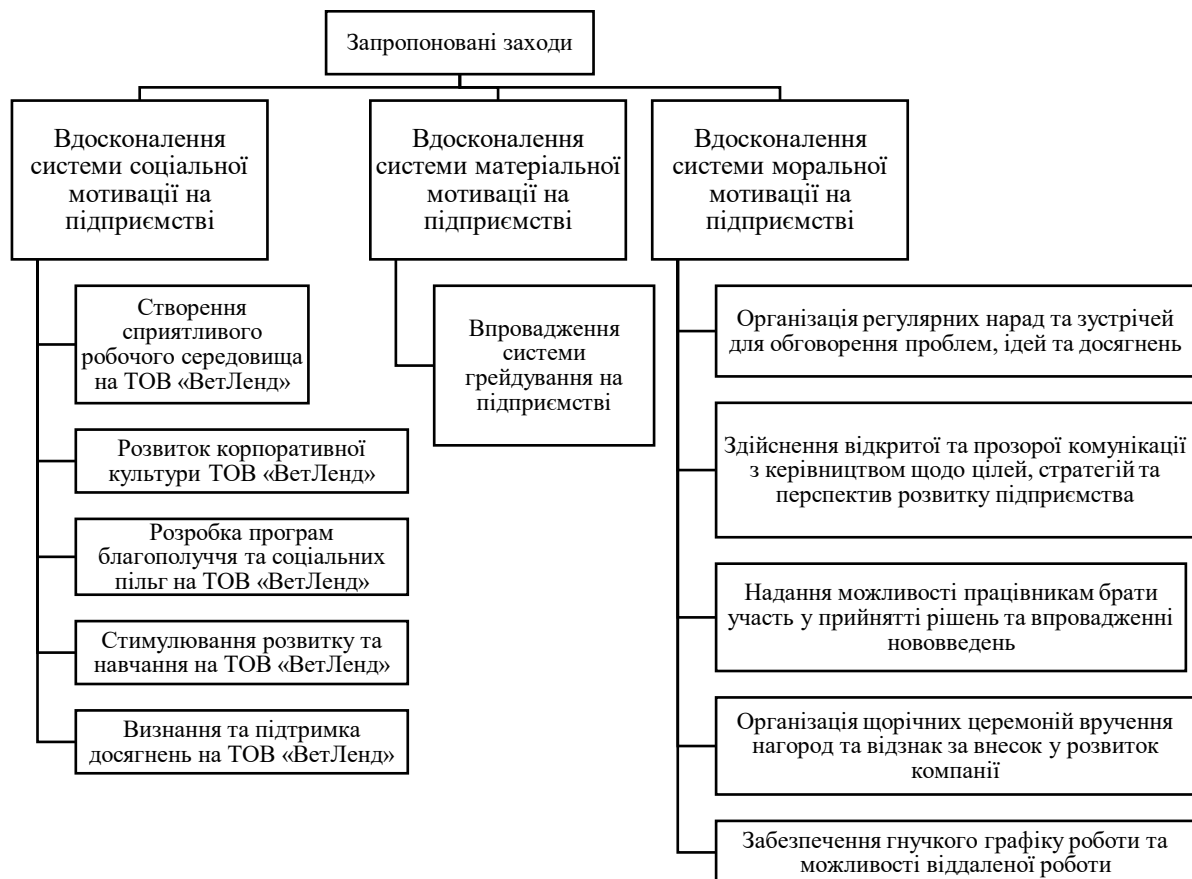 Запропоновані заходи
Вдосконалення
системи соціальної
мотивації на
підприємстві
Створення
сприятливого
робочого середовища
на ТОВ «ВетЛенд»
Розвиток корпоративної
культури ТОВ «ВетЛенд»
Розробка програм
благополуччя та соціальних
пільг на ТОВ «ВетЛенд»
Стимулювання розвитку та
навчання на ТОВ «ВетЛенд»
Визнання та підтримка
досягнень на ТОВ «ВетЛенд»
Вдосконалення
системи матеріальної
мотивації на
підприємстві
Впровадження
системи
грейдування на
підприємстві
Вдосконалення
системи моральної
мотивації на
підприємстві
Організація регулярних нарад та зустрічей
для обговорення проблем, ідей та досягнень
Здійснення відкритої та прозорої комунікації
з керівництвом щодо цілей, стратегій та
перспектив розвитку підприємства
Надання можливості працівникам брати
участь у прийнятті рішень та впровадженні
нововведень
Організація щорічних церемоній вручення
нагород та відзнак за внесок у розвиток
компанії
Забезпечення гнучкого графіку роботи та
можливості віддаленої роботи